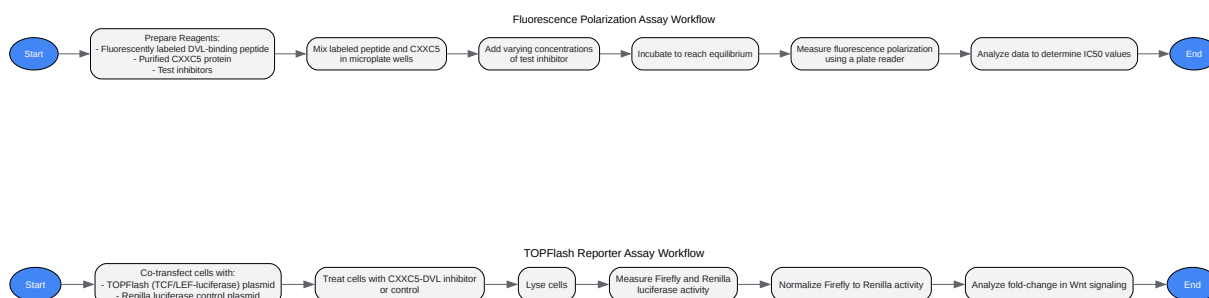 Fluorescence Polarization Assay Workflow
Start
Prepare Reagents:
- Fluorescently labeled DVL-binding peptide
- Purified CXXC5 protein
- Test inhibitors
Mix labeled peptide and CXXC5
in microplate wells
Add varying concentrations
of test inhibitor
Incubate to reach equilibrium
Measure fluorescence polarization
using a plate reader
Analyze data to determine IC50 values
End
TOPFlash Reporter Assay Workflow
Start
Co-transfect cells with:
- TOPFlash (TCF/LEF-luciferase) plasmid
- Renilla luciferase control plasmid
Treat cells with CXXC5-DVL inhibitor
or control
Lyse cells
Measure Firefly and Renilla
luciferase activity
Normalize Firefly to Renilla activity
Analyze fold-change in Wnt signaling
End